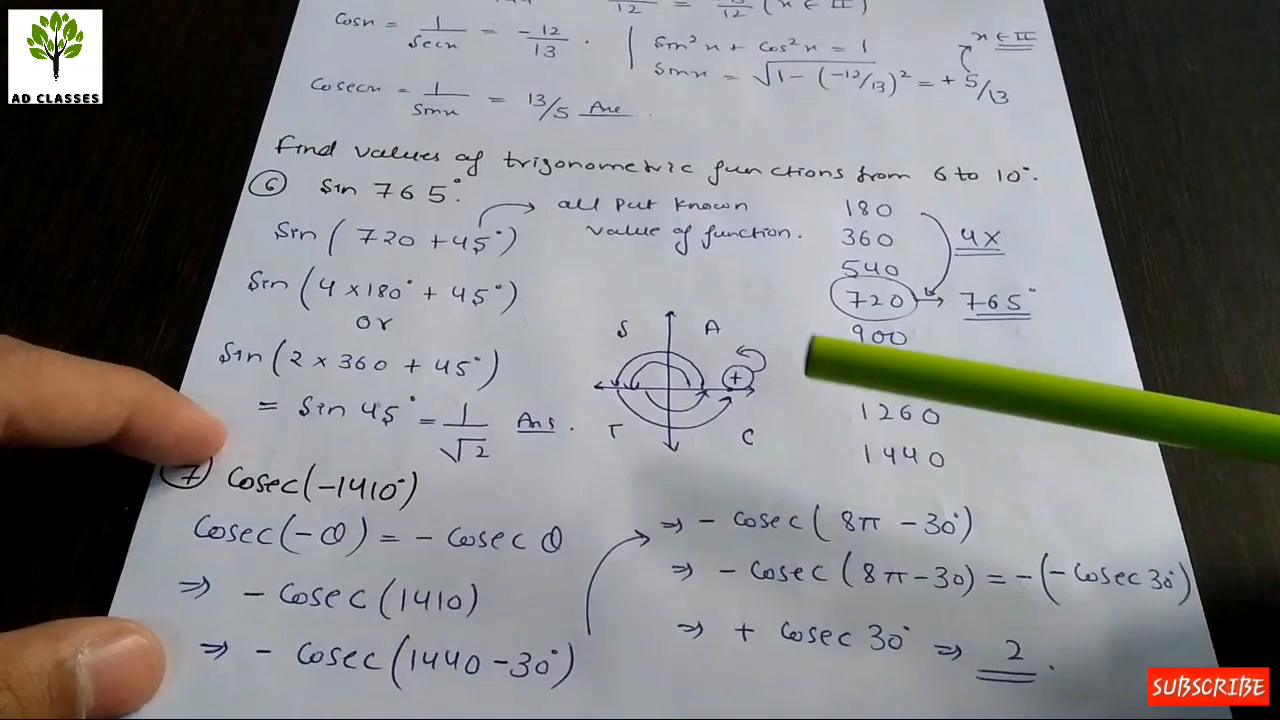 AD CLASSES
Cosx = 1/secx = -12/13 .
12 = 12 (x ∈ II)
sin²x + cos²x = 1
x ∈ II
sinx = √1 - (-12/13)² = + 5/13
Cosecx = 1/sinx = 13/5 Ans .
Find values of trigonometric functions from 6 to 10°.
⑥ Sin 765°.
Sin (720 + 45°)
all put known
value of function.
Sin (4 x 180° + 45°)
or
Sin (2 x 360 + 45°)
= Sin 45° = 1/√2 Ans .
180
360
540
720 → 765°
900
1260
1440
4x
S A
+
T C
⑦ Cosec(-1410°)
Cosec(-θ) = - Cosec θ
⇒ - Cosec(1410)
⇒ - Cosec(1440-30°)
⇒ - Cosec(8π - 30°)
⇒ - Cosec (8π-30) = -(-Cosec 30°)
⇒ + Cosec 30° ⇒ 2 .
SUBSCRIBE